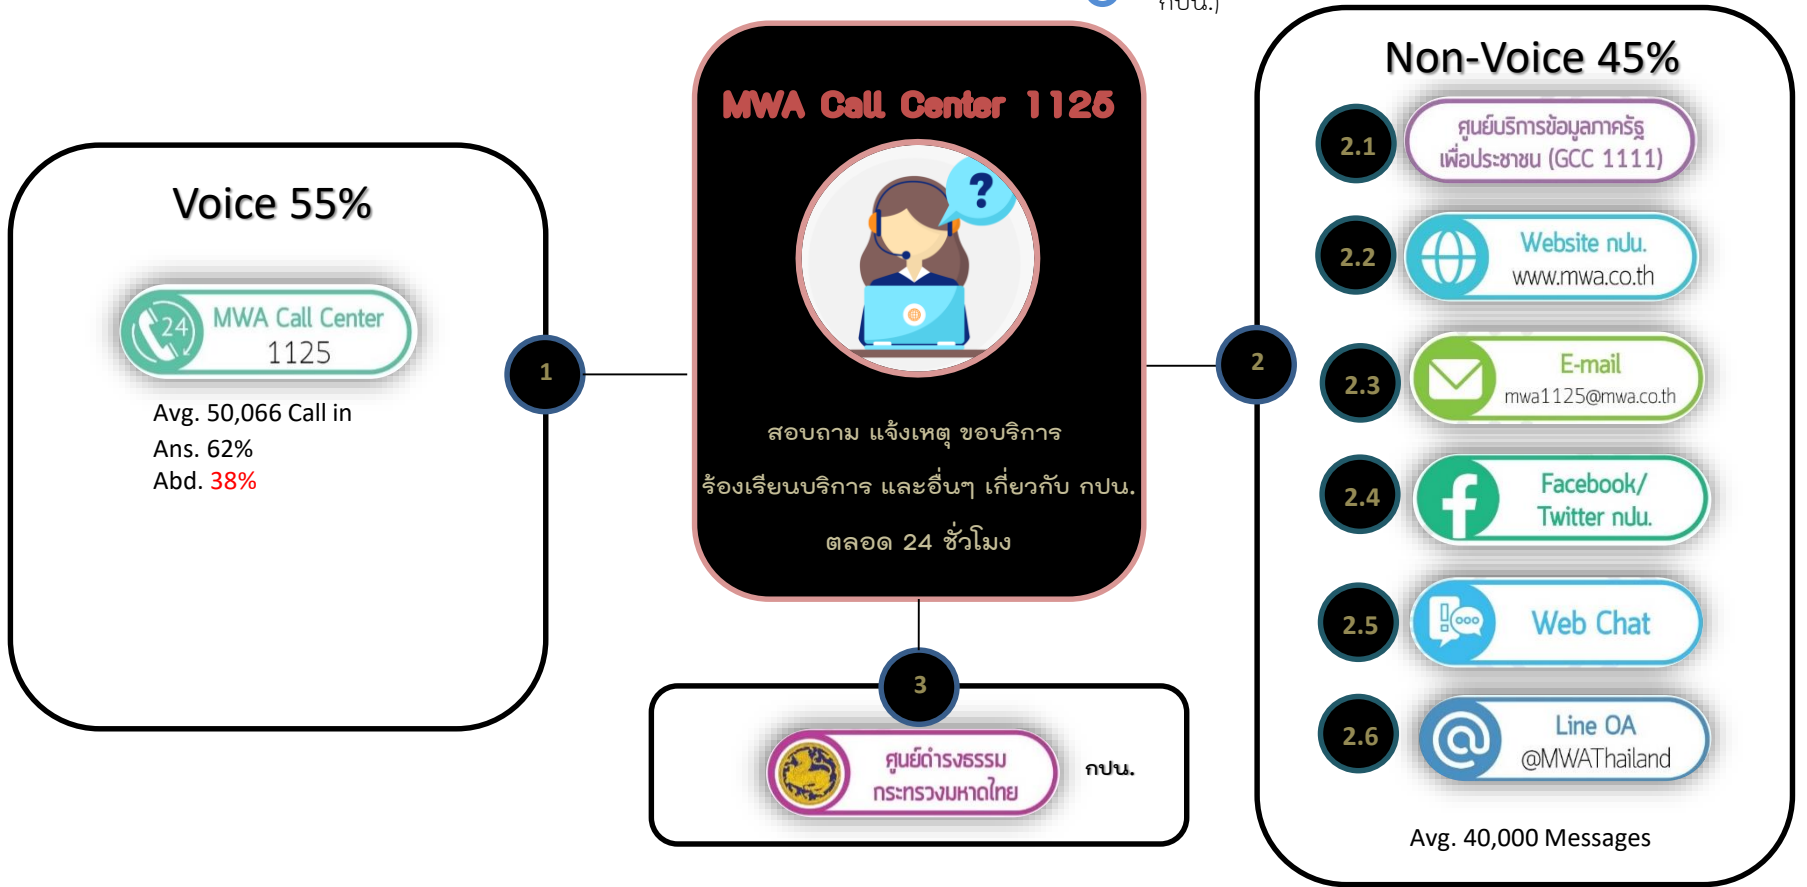 กปน.)
Voice 55%
24
MWA Call Center
1125
Avg. 50,066 Call in
Ans. 62%
Abd. 38%
1
MWA Call Center 1125
?
สอบถาม แจ้งเหตุ ขอบริการ
ร้องเรียนบริการ และอื่นๆ เกี่ยวกับ กปน.
ตลอด 24 ชั่วโมง
3
ศูนย์ดำรงธรรม
กระทรวงมหาดไทย
กปน.
2
Non-Voice 45%
2.1
ศูนย์บริการข้อมูลภาครัฐ
เพื่อประชาชน (GCC 1111)
2.2
Website กปน.
www.mwa.co.th
2.3
E-mail
mwa1125@mwa.co.th
2.4
Facebook/
Twitter กปน.
2.5
Web Chat
2.6
Line OA
@MWAThailand
Avg. 40,000 Messages